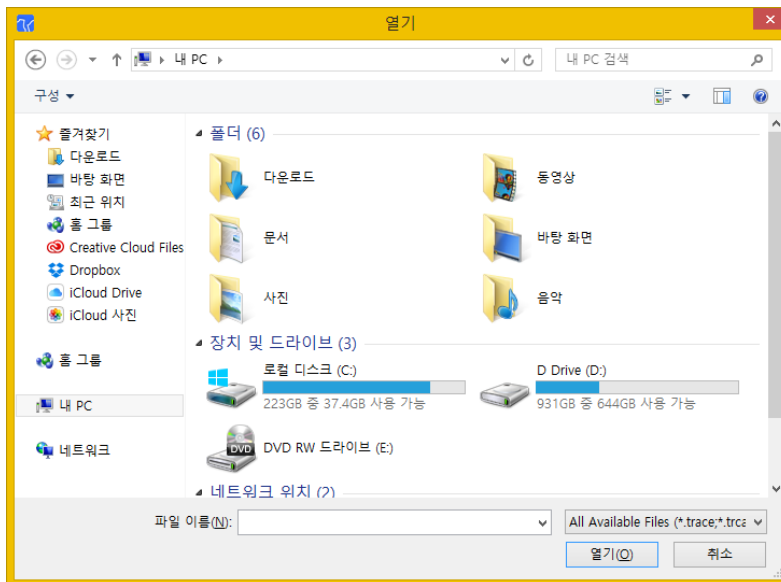 열기
내 PC
내 PC 검색
구성
즐겨찾기
다운로드
바탕 화면
최근 위치
홈 그룹
Creative Cloud Files
Dropbox
iCloud Drive
iCloud 사진
홈 그룹
내 PC
네트워크
폴더 (6)
다운로드
동영상
문서
바탕 화면
사진
음악
장치 및 드라이브 (3)
로컬 디스크 (C:)
223GB 중 37.4GB 사용 가능
D Drive (D:)
931GB 중 644GB 사용 가능
DVD
DVD RW 드라이브 (E:)
네트워크 위치 (2)
파일 이름(N):
All Available Files (*.trace;*.trca
열기(O)
취소